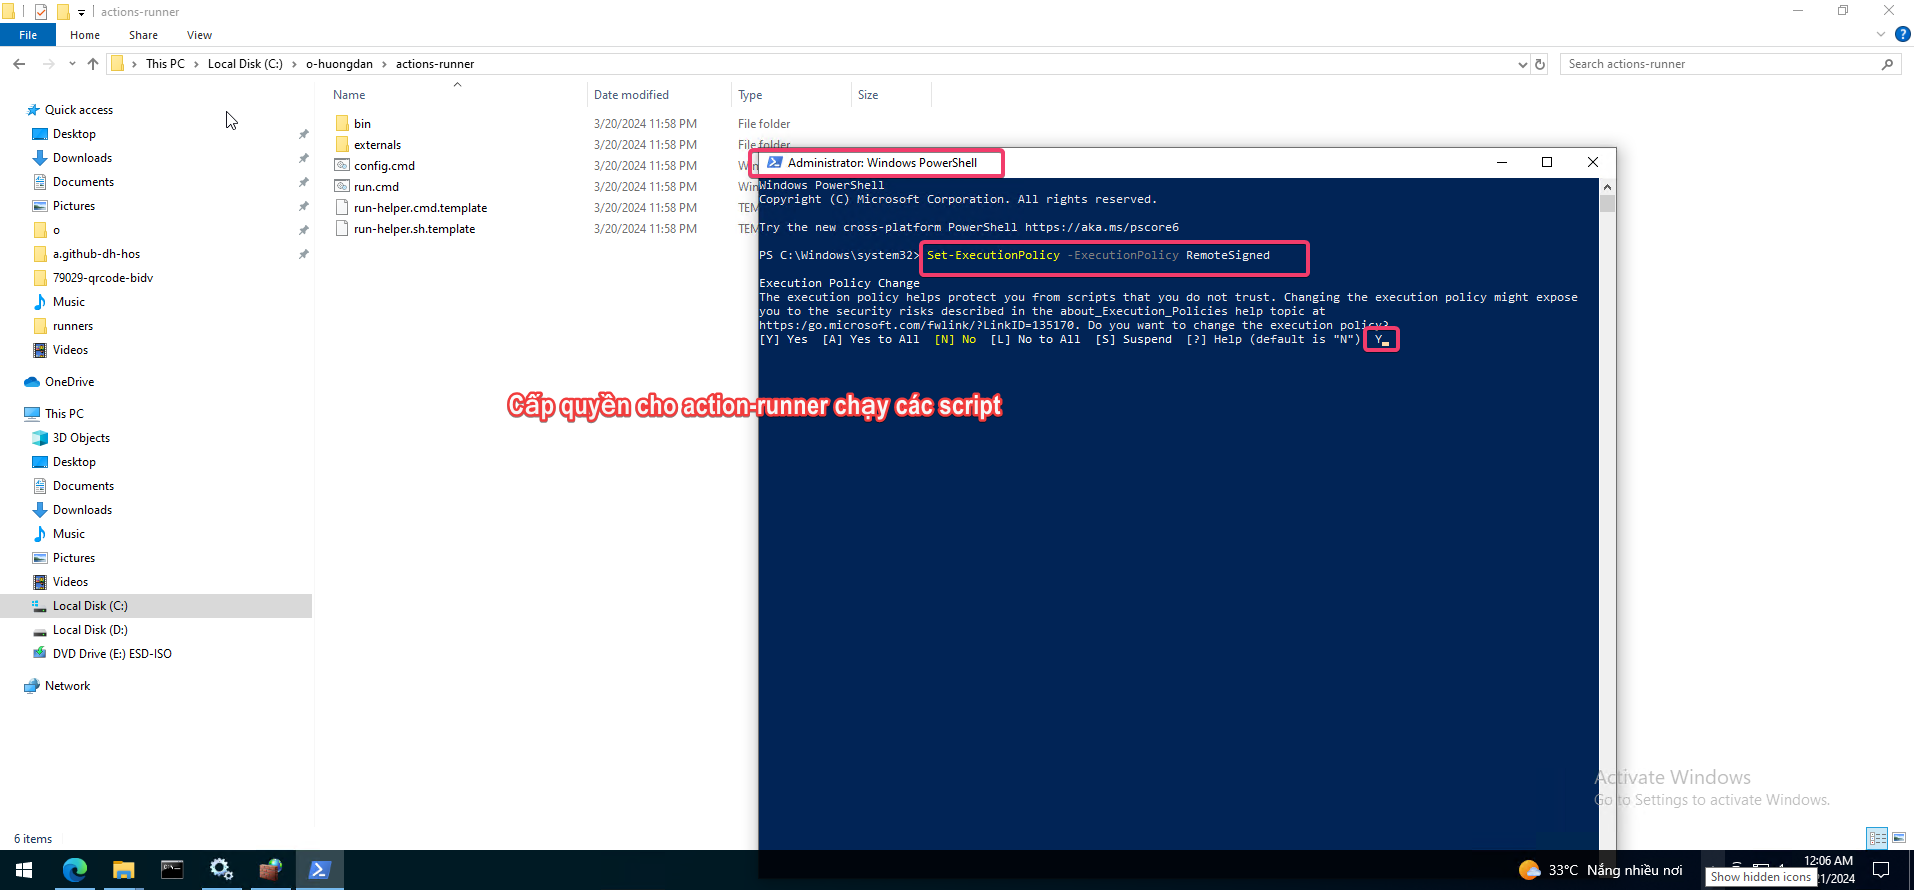 actions-runner
File Home Share View
This PC > Local Disk (C:) > o-huongdan > actions-runner
Search actions-runner
Name Date modified Type Size
Quick access
Desktop
Downloads
Documents
Pictures
o
a.github-dh-hos
79029-qrcode-bidv
Music
runners
Videos
OneDrive
This PC
3D Objects
Desktop
Documents
Downloads
Music
Pictures
Videos
Local Disk (C:)
Local Disk (D:)
DVD Drive (E:) ESD-ISO
Network
bin 3/20/2024 11:58 PM File folder
externals 3/20/2024 11:58 PM File folder
config.cmd 3/20/2024 11:58 PM Win
run.cmd 3/20/2024 11:58 PM Win
run-helper.cmd.template 3/20/2024 11:58 PM TEM
run-helper.sh.template 3/20/2024 11:58 PM TEM
Administrator: Windows PowerShell
Windows PowerShell
Copyright (C) Microsoft Corporation. All rights reserved.
Try the new cross-platform PowerShell https://aka.ms/pscore6
PS C:\Windows\system32> Set-ExecutionPolicy -ExecutionPolicy RemoteSigned
Execution Policy Change
The execution policy helps protect you from scripts that you do not trust. Changing the execution policy might expose
you to the security risks described in the about_Execution_Policies help topic at
https:/go.microsoft.com/fwlink/?LinkID=135170. Do you want to change the execution policy?
[Y] Yes [A] Yes to All [N] No [L] No to All [S] Suspend [?] Help (default is "N") Y
Cấp quyền cho action-runner chạy các script
Activate Windows
Go to Settings to activate Windows.
6 items
33°C Nắng nhiều nơi
12:06 AM
21/2024
Show hidden icons